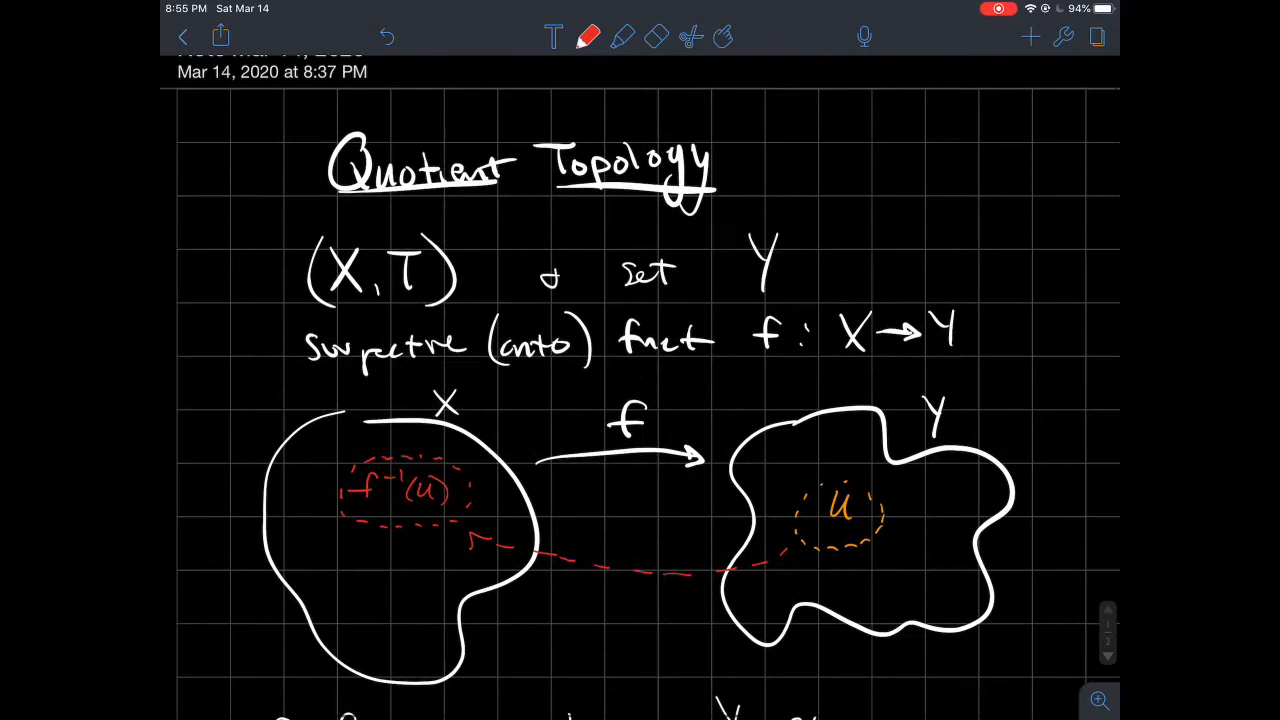 8:55 PM Sat Mar 14 94%
Mar 14, 2020 at 8:37 PM
Quotient Topology
(X, T) & set Y
surjective (onto) funct f: X → Y
X f Y
f⁻¹(U) U
Y